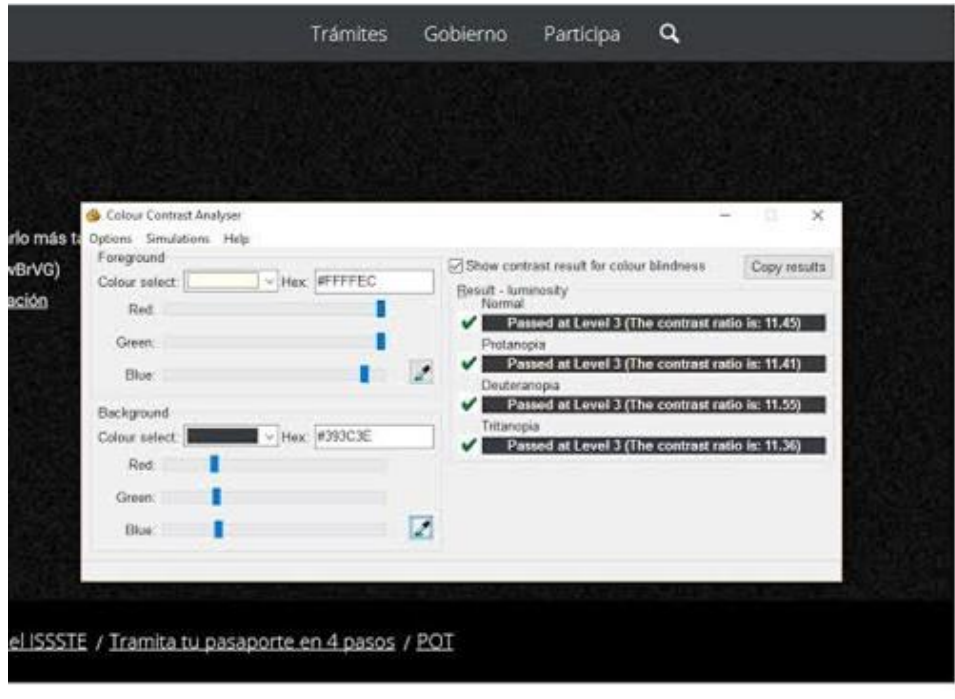 Trámites Gobierno Participa
Colour Contrast Analyser
rlo más ta
Options Simulations Help
vBrVG)
ación
Foreground
Colour select: Hex: #FFFFEC
Red:
Green:
Blue:
Background
Colour select: Hex: #393C3E
Red:
Green:
Blue:
Show contrast result for colour blindness Copy results
Result - luminosity
Normal
Passed at Level 3 (The contrast ratio is: 11.45)
Protanopia
Passed at Level 3 (The contrast ratio is: 11.41)
Deuteranopia
Passed at Level 3 (The contrast ratio is: 11.55)
Tritanopia
Passed at Level 3 (The contrast ratio is: 11.36)
el ISSSTE / Tramita tu pasaporte en 4 pasos / POT